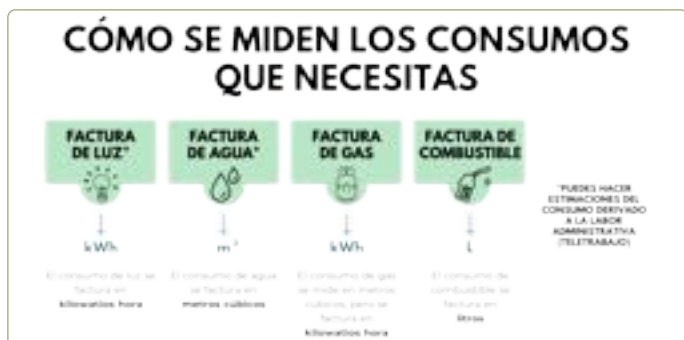 CÓMO SE MIDEN LOS CONSUMOS
QUE NECESITAS
FACTURA
DE LUZ*
FACTURA
DE AGUA*
FACTURA
DE GAS
FACTURA DE
COMBUSTIBLE
kWh
m³
kWh
L
El consumo de luz se
factura en
kilowatios hora
El consumo de agua
se factura en
metros cúbicos
El consumo de gas
se mide en metros
cúbicos, pero se
factura en
kilowatios hora
El consumo de
combustible se
factura en
litros
*PUEDES HACER
ESTIMACIONES DEL
CONSUMO DERIVADO
A LA LABOR
ADMINISTRATIVA
(TELETRABAJO)